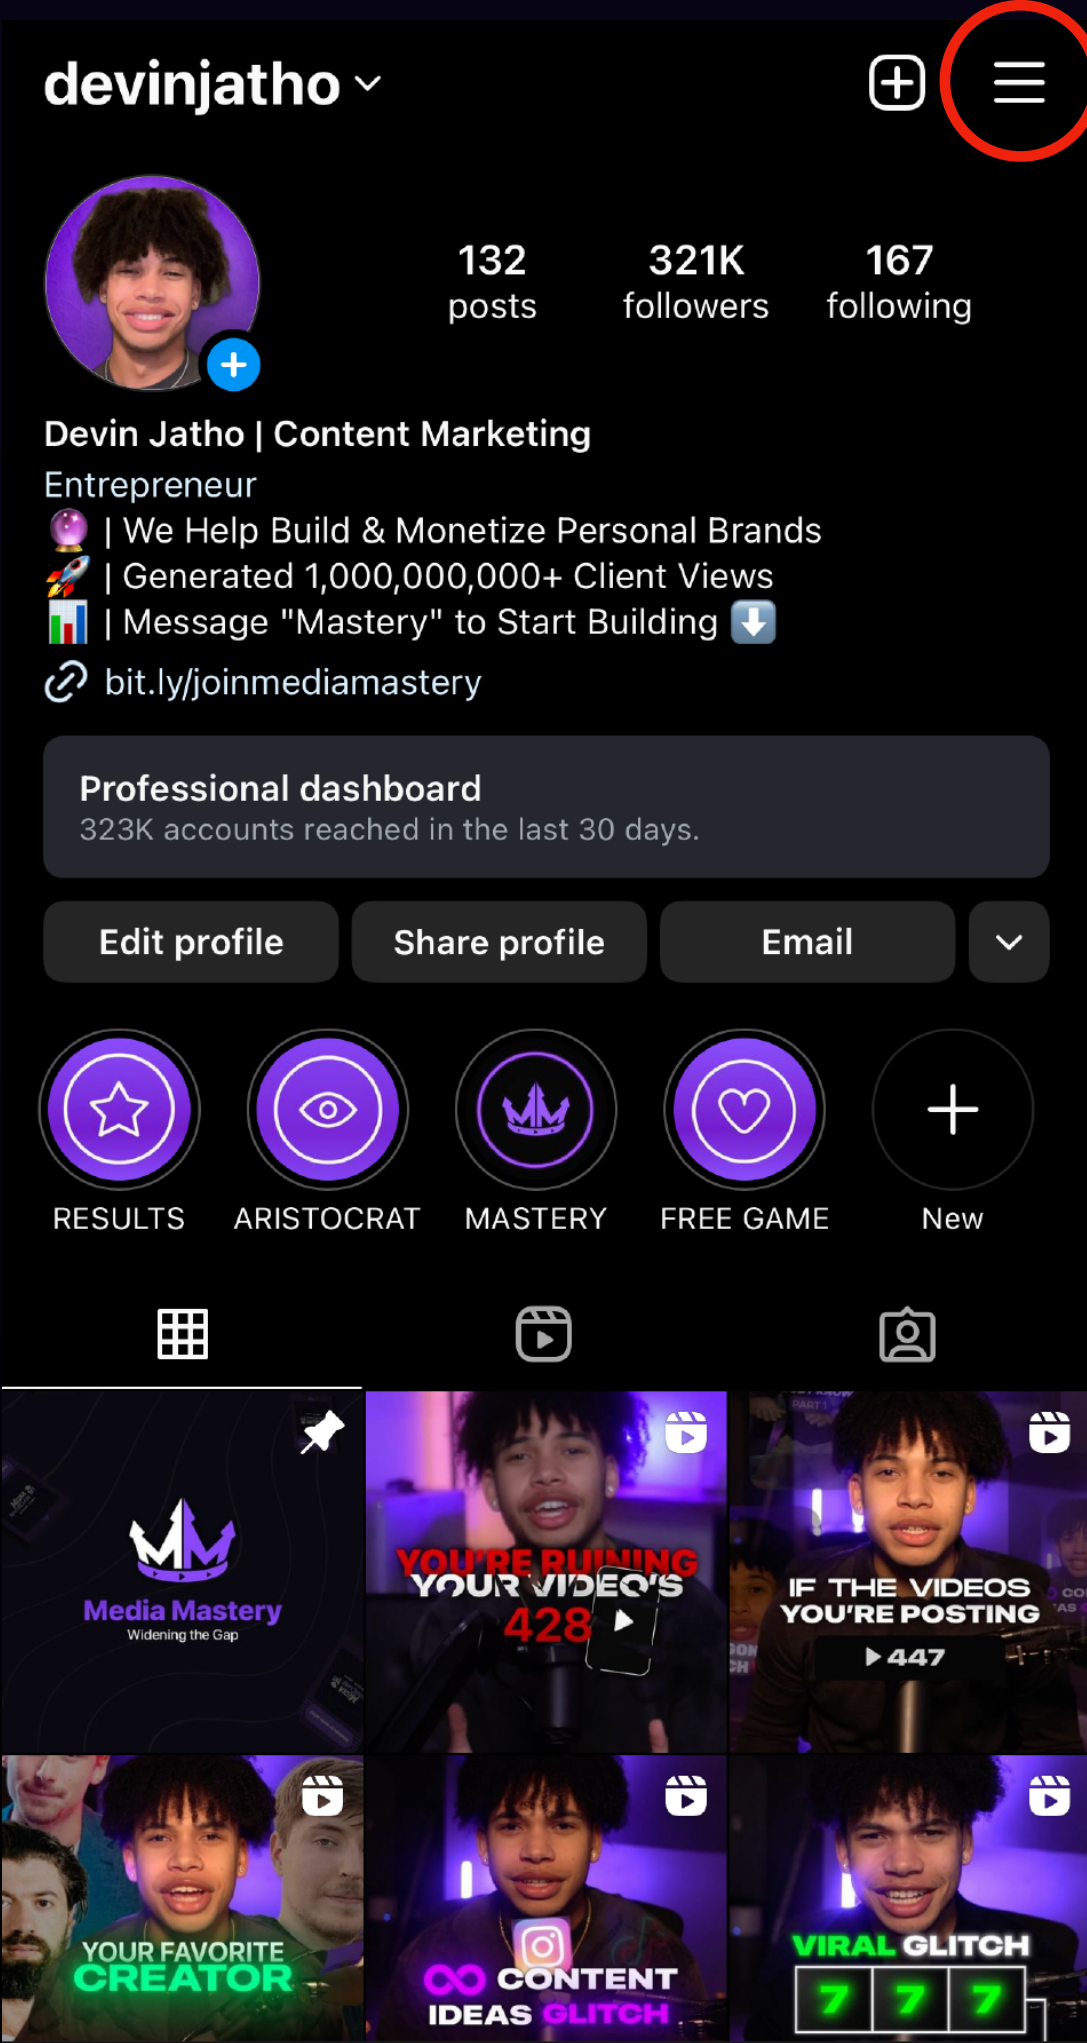 devinjatho
132
321K
167
posts
followers
following
Devin Jatho | Content Marketing
Entrepreneur
🔮 | We Help Build & Monetize Personal Brands
🚀 | Generated 1,000,000,000+ Client Views
📊 | Message "Mastery" to Start Building ⬇️
bit.ly/joinmediamastery
Professional dashboard
323K accounts reached in the last 30 days.
Edit profile
Share profile
Email
RESULTS
ARISTOCRAT
MASTERY
FREE GAME
New
Media Mastery
Widening the Gap
YOU'RE RUINING
YOUR VIDEO'S
428
PART 1
IF THE VIDEOS
YOU'RE POSTING
447
YOUR FAVORITE
CREATOR
CONTENT
IDEAS GLITCH
VIRAL GLITCH
7 7 7